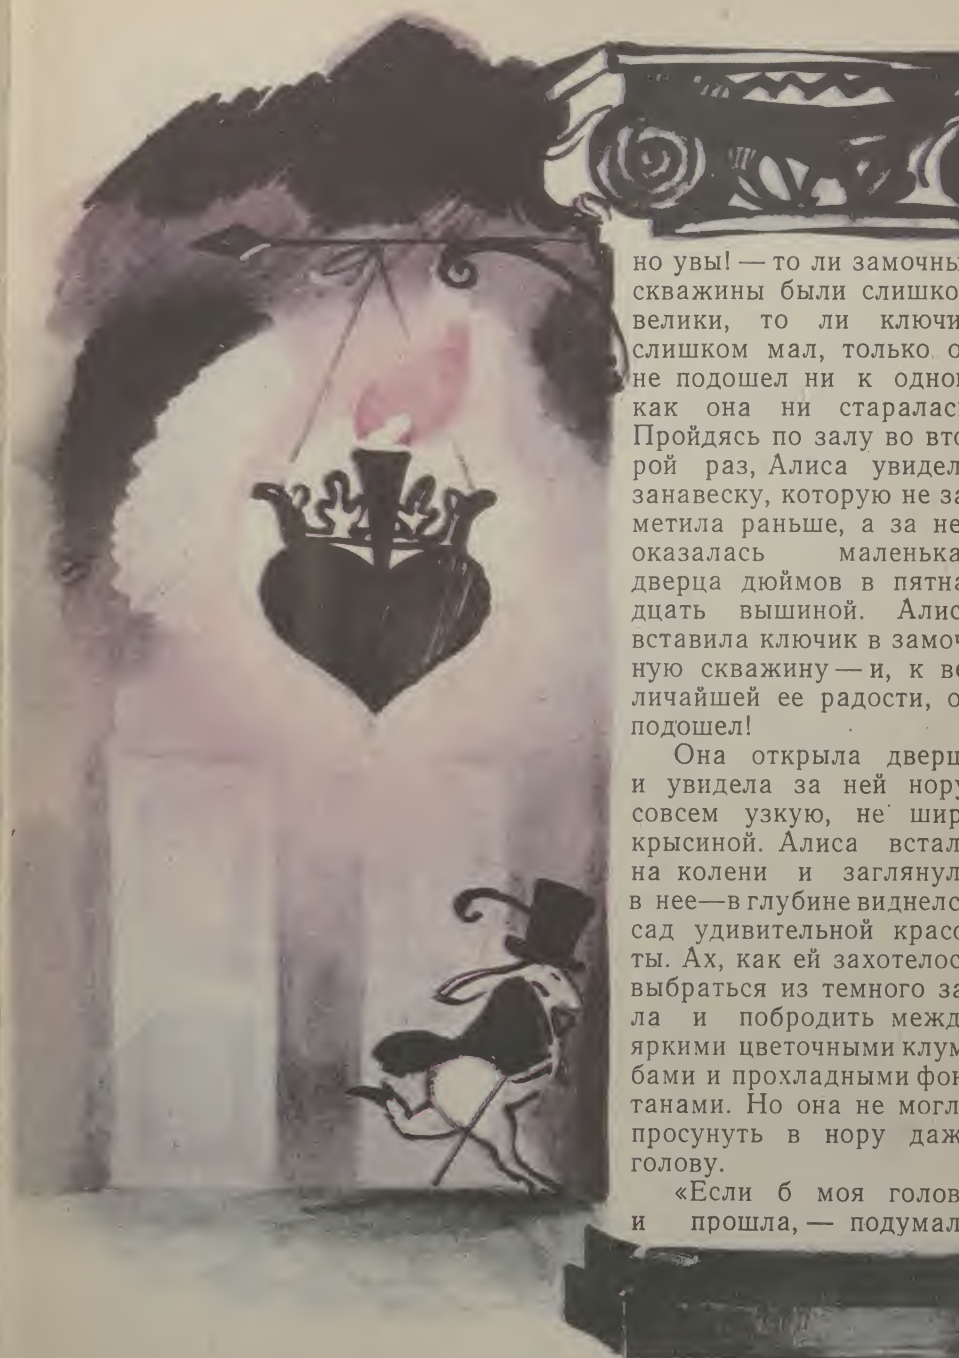 но увы! — то ли замочны
скважины были слишко
велики, то ли ключи
слишком мал, только о
не подошел ни к одно
как она ни старалас
Пройдясь по залу во вто
рой раз, Алиса увидел
занавеску, которую не за
метила раньше, а за не
оказалась маленька
дверца дюймов в пятна
дцать вышиной. Алис
вставила ключик в замоч
ную скважину — и, к ве
личайшей ее радости, о
подошел!
Она открыла дверц
и увидела за ней нору
совсем узкую, не шир
крысиной. Алиса встал
на колени и заглянул
в нее—в глубине виднелс
сад удивительной красо
ты. Ах, как ей захотелос
выбраться из темного за
ла и побродить межд
яркими цветочными клум
бами и прохладными фон
танами. Но она не могл
просунуть в нору даж
голову.
«Если б моя голов
и прошла, — подумал